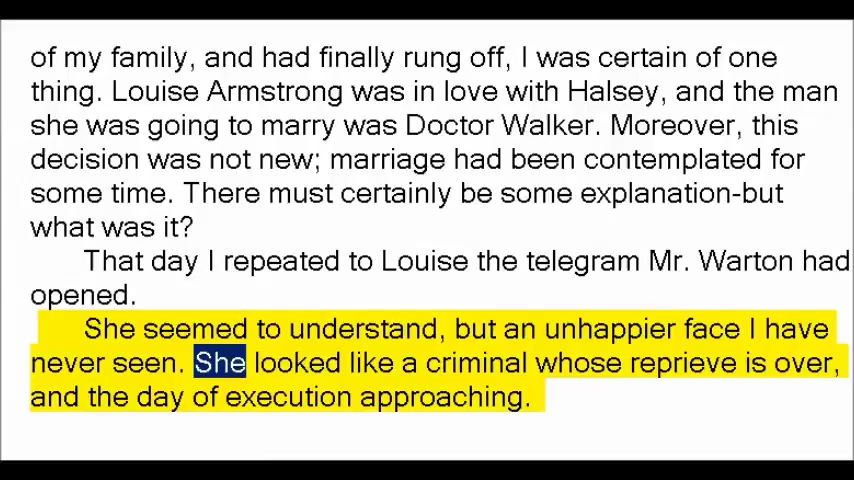 of my family, and had finally rung off, I was certain of one
thing. Louise Armstrong was in love with Halsey, and the man
she was going to marry was Doctor Walker. Moreover, this
decision was not new; marriage had been contemplated for
some time. There must certainly be some explanation-but
what was it?
That day I repeated to Louise the telegram Mr. Warton had
opened.
She seemed to understand, but an unhappier face I have
never seen. She looked like a criminal whose reprieve is over,
and the day of execution approaching.